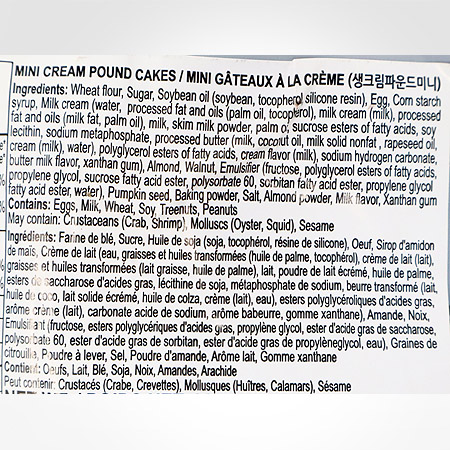 MINI CREAM POUND CAKES / MINI GÂTEAUX À LA CRÈME (생크림파운드미니)
Ingredients: Wheat flour, Sugar, Soybean oil (soybean, tocopherol silicone resin), Egg, Corn starch
syrup, Milk cream (water, processed fat and oils (palm oil, tocopherol), milk cream (milk), processed
fat and oils (milk fat, palm oil), milk, skim milk powder, palm oil, sucrose esters of fatty acids, soy
lecithin, sodium metaphosphate, processed butter (milk, coconut oil, milk solid nonfat, rapeseed oil,
cream (milk), water), polyglycerol esters of fatty acids, cream flavor (milk), sodium hydrogen carbonate,
butter milk flavor, xanthan gum), Almond, Walnut, Emulsifier (fructose, polyglycerol esters of fatty acids,
propylene glycol, sucrose fatty acid ester, polysorbate 60, sorbitan fatty acid ester, propylene glycol
fatty acid ester, water), Pumpkin seed, Baking powder, Salt, Almond powder, Milk flavor, Xanthan gum
Contains: Eggs, Milk, Wheat, Soy, Treenuts, Peanuts
May contain: Crustaceans (Crab, Shrimp), Molluscs (Oyster, Squid), Sesame
Ingrédients: Farine de blé, Sucre, Huile de soja (soja, tocophérol, résine de silicone), Oeuf, Sirop d'amidon
de maïs, Crème de lait (eau, graisses et huiles transformées (huile de palme, tocophérol), crème de lait (lait),
graisses et huiles transformées (lait graisse, huile de palme), lait, poudre de lait écrémé, huile de palme,
esters de saccharose d'acides gras, lécithine de soja, métaphosphate de sodium, beurre transformé (lait,
huile de coco, lait solide écrémé, huile de colza, crème (lait), eau), esters polyglycéroliques d'acides gras,
arôme crème (lait), carbonate acide de sodium, arôme babeurre, gomme xanthane), Amande, Noix,
Emulsifiant (fructose, esters polyglycériques d'acides gras, propylène glycol, ester d'acide gras de saccharose,
polysorbate 60, ester d'acide gras de sorbitan, ester d'acide gras de propylèneglycol, eau), Graines de
citrouille, Poudre à lever, Sel, Poudre d'amande, Arôme lait, Gomme xanthane
Contient: Oeufs, Lait, Blé, Soja, Noix, Amandes, Arachide
Peut contenir: Crustacés (Crabe, Crevettes), Mollusques (Huîtres, Calamars), Sésame